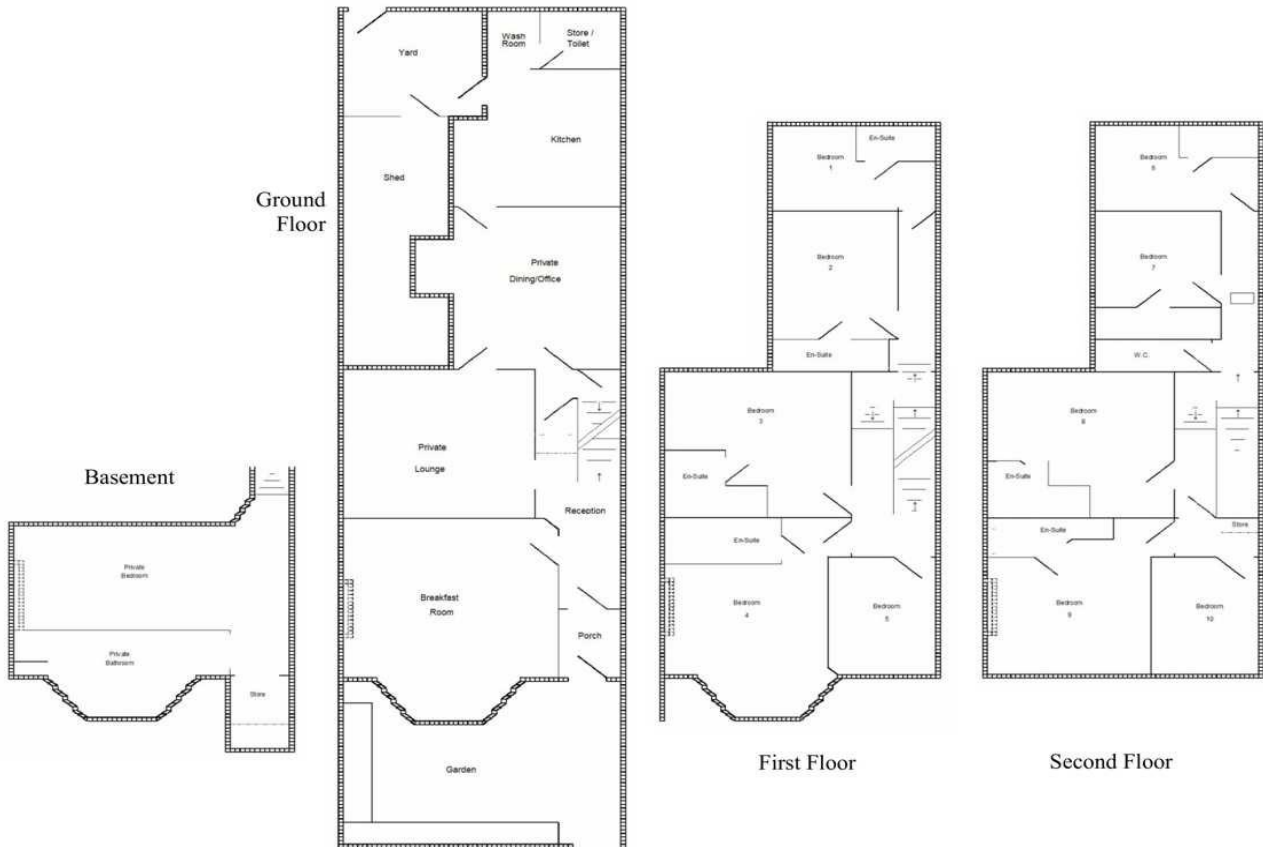 Basement
Private
Bedroom
Private
Bathroom
Store
Ground
Floor
Yard
Wash
Room
Store /
Toilet
Kitchen
Shed
Private
Dining/Office
Private
Lounge
Reception
Breakfast
Room
Porch
Garden
First Floor
En-Suite
Bedroom
1
Bedroom
2
En-Suite
Bedroom
3
En-Suite
En-Suite
Bedroom
4
Bedroom
5
Second Floor
Bedroom
6
Bedroom
7
W.C.
Bedroom
8
En-Suite
En-Suite
Store
Bedroom
9
Bedroom
10